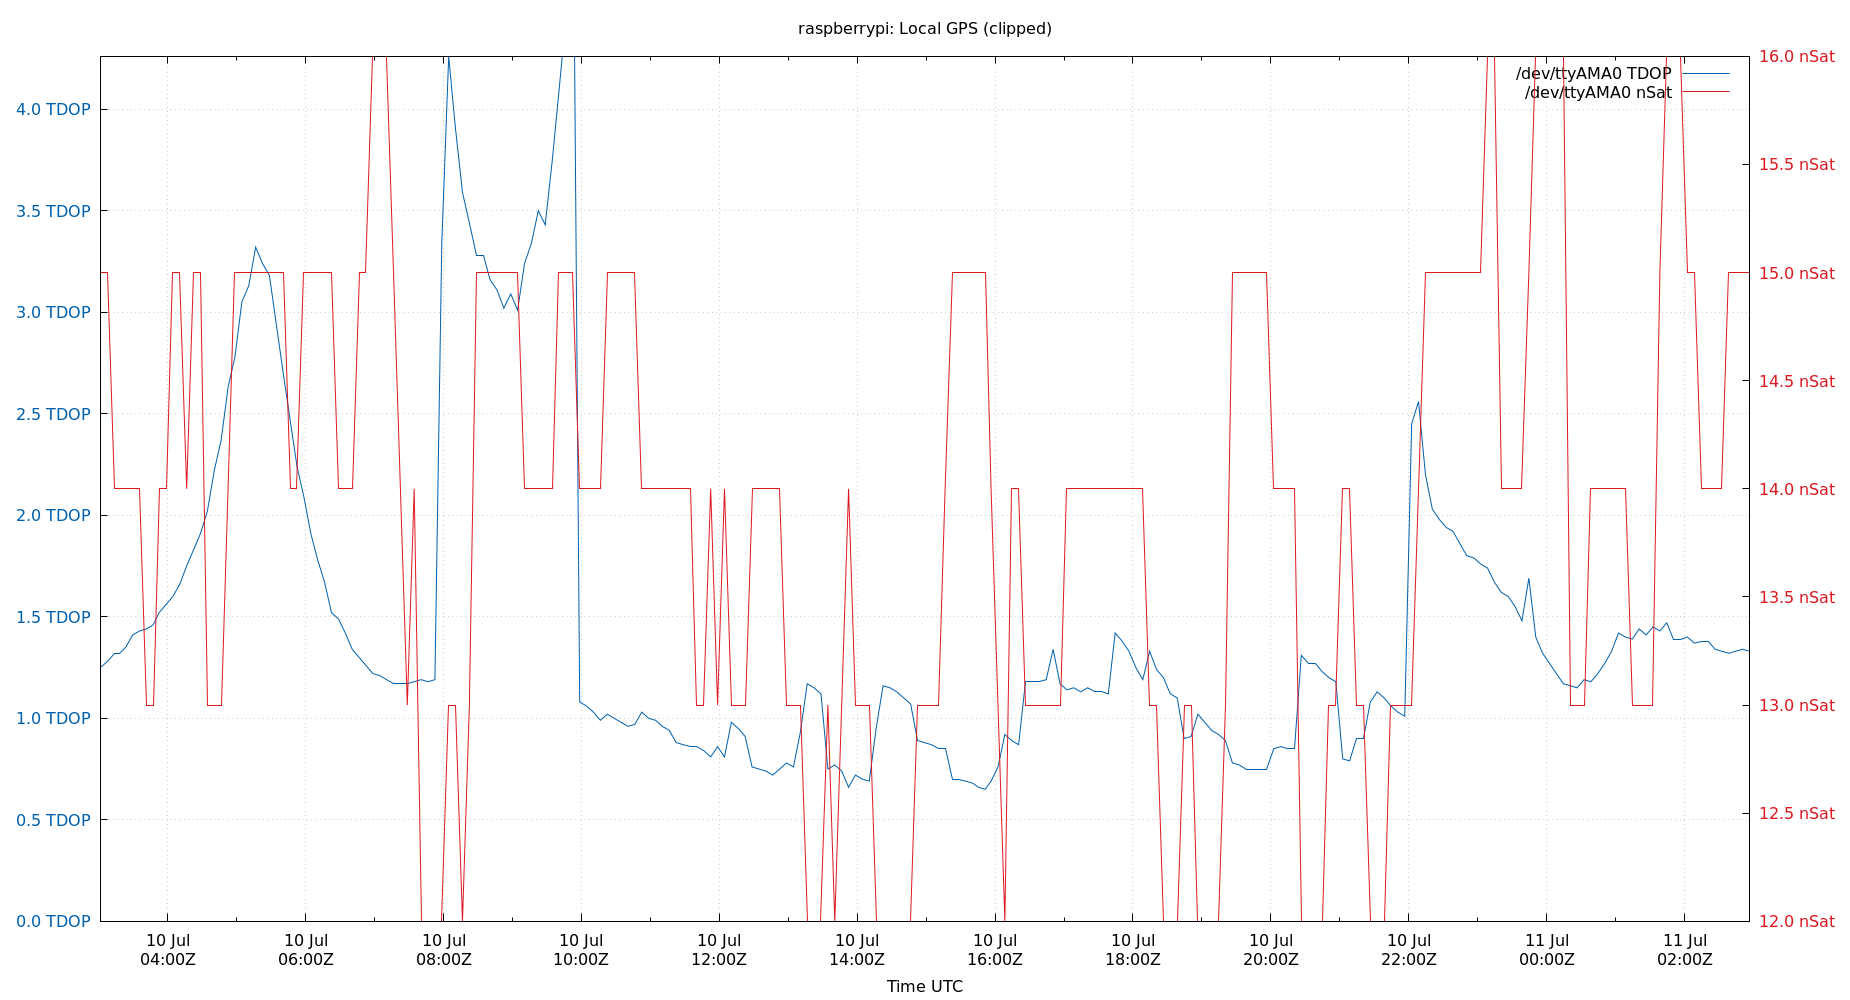 raspberrypi: Local GPS (clipped)
16.0 nSat
/dev/ttyAMA0 TDOP
/dev/ttyAMA0 nSat
4.0 TDOP
15.5 nSat
3.5 TDOP
15.0 nSat
3.0 TDOP
14.5 nSat
2.5 TDOP
14.0 nSat
2.0 TDOP
13.5 nSat
1.5 TDOP
13.0 nSat
1.0 TDOP
12.5 nSat
0.5 TDOP
0.0 TDOP
12.0 nSat
10 Jul 10 Jul 10 Jul 10 Jul 10 Jul 10 Jul 10 Jul 10 Jul 10 Jul 10 Jul 11 Jul 11 Jul
04:00Z 06:00Z 08:00Z 10:00Z 12:00Z 14:00Z 16:00Z 18:00Z 20:00Z 22:00Z 00:00Z 02:00Z
Time UTC